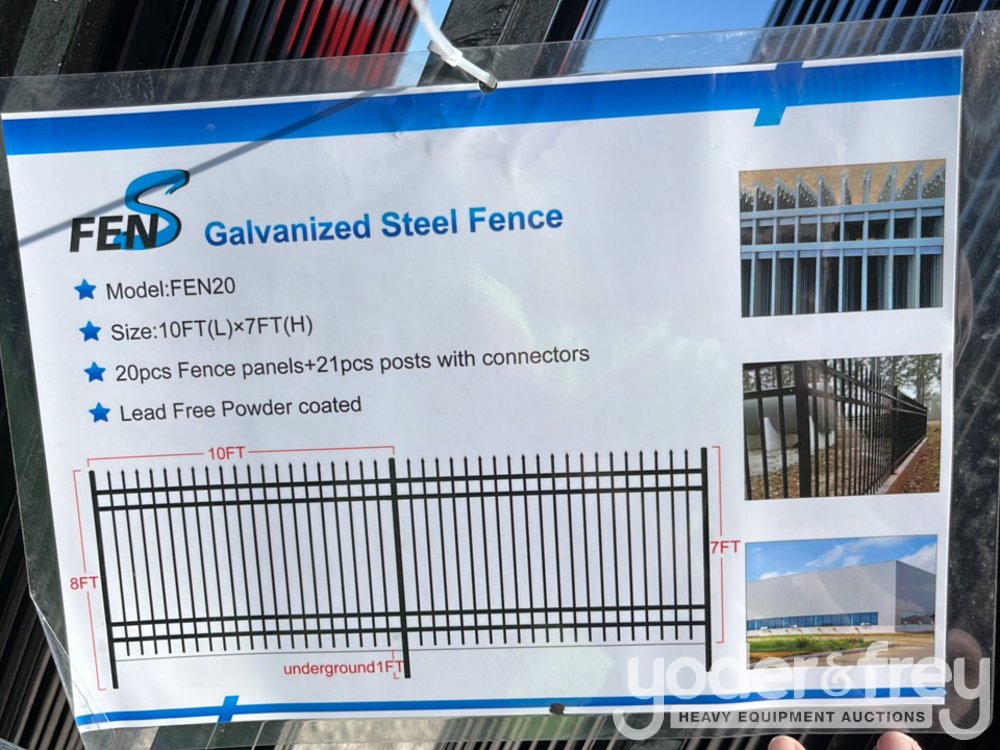 FENS
Galvanized Steel Fence
Model:FEN20
Size:10FT(L)×7FT(H)
20pcs Fence panels+21pcs posts with connectors
Lead Free Powder coated
10FT
8FT
7FT
underground1FT
yoder&frey
HEAVY EQUIPMENT AUCTIONS